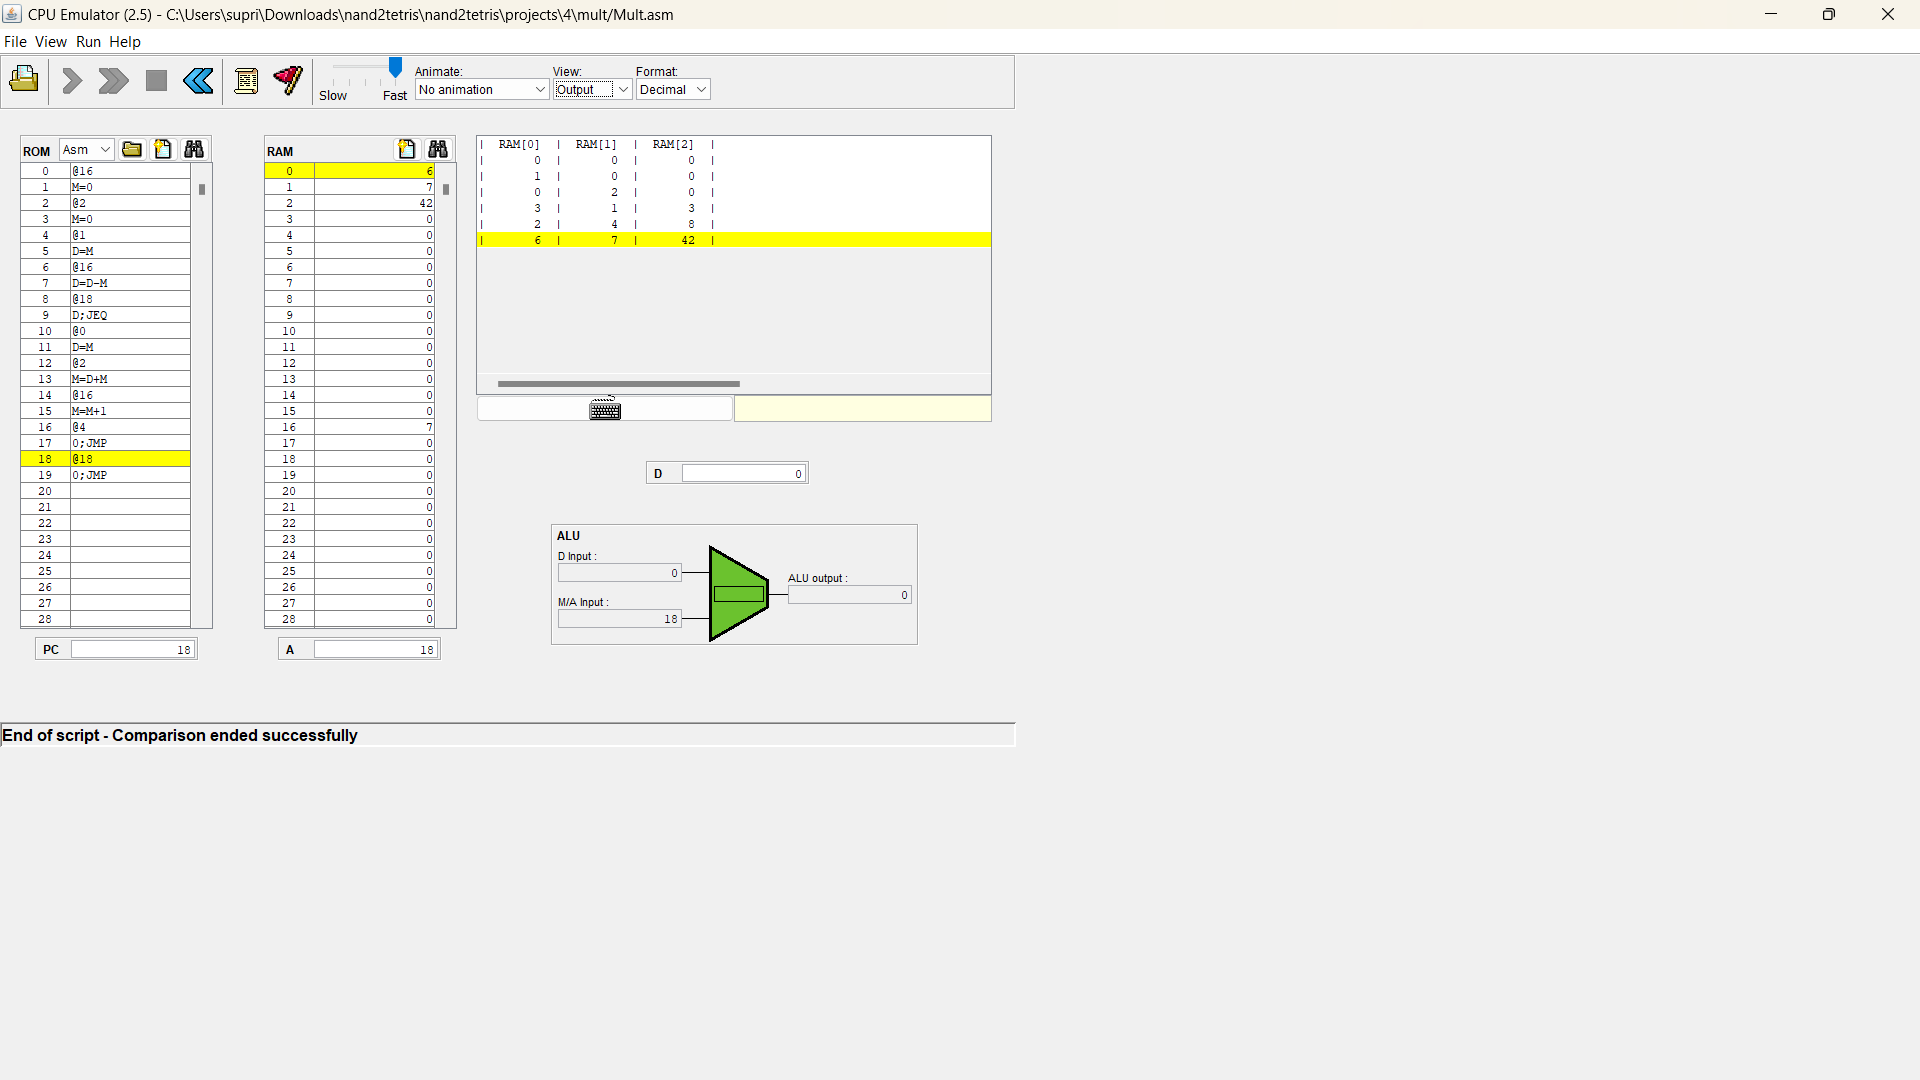 CPU Emulator (2.5) - C:\Users\supri\Downloads\nand2tetris\nand2tetris\projects\4\mult/Mult.asm
File View Run Help
Slow Fast
Animate:
No animation
View:
Output
Format:
Decimal
ROM Asm
0 @16
1 M=0
2 @2
3 M=0
4 @1
5 D=M
6 @16
7 D=D-M
8 @18
9 D;JEQ
10 @0
11 D=M
12 @2
13 M=D+M
14 @16
15 M=M+1
16 @4
17 0;JMP
18 @18
19 0;JMP
20
21
22
23
24
25
26
27
28
PC 18
RAM
0 6
1 7
2 42
3 0
4 0
5 0
6 0
7 0
8 0
9 0
10 0
11 0
12 0
13 0
14 0
15 0
16 7
17 0
18 0
19 0
20 0
21 0
22 0
23 0
24 0
25 0
26 0
27 0
28 0
A 18
| RAM[0] | RAM[1] | RAM[2] |
| 0 | 0 | 0 |
| 1 | 0 | 0 |
| 0 | 2 | 0 |
| 3 | 1 | 3 |
| 2 | 4 | 8 |
| 6 | 7 | 42 |
D 0
ALU
D Input :
0
M/A Input :
18
ALU output :
0
End of script - Comparison ended successfully